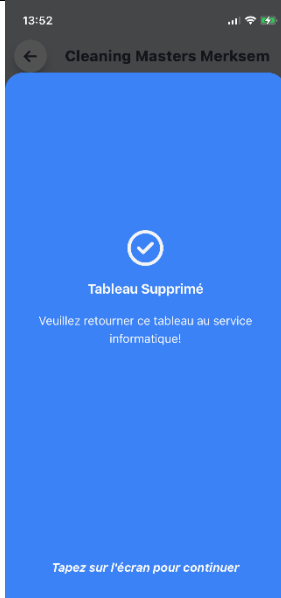 13:52
Cleaning Masters Merksem
Tableau Supprimé
Veuillez retourner ce tableau au service
informatique!
Tapez sur l'écran pour continuer